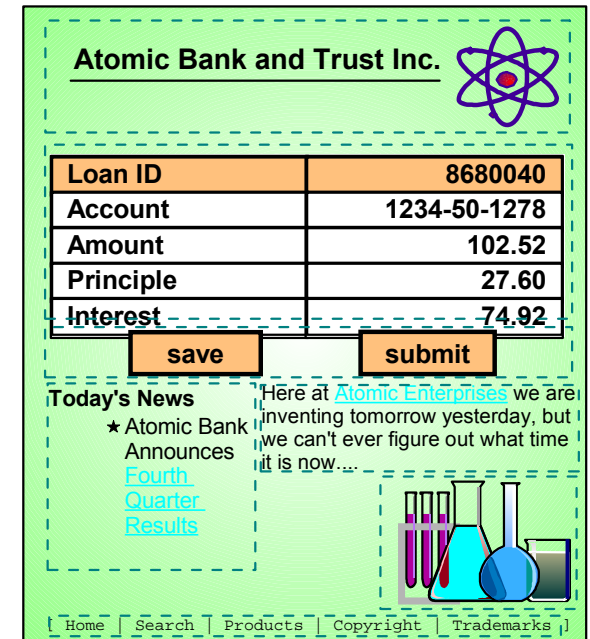 Atomic Bank and Trust Inc.
Loan ID 8680040
Account 1234-50-1278
Amount 102.52
Principle 27.60
Interest 74.92
save submit
Today's News
★ Atomic Bank
Announces
Fourth
Quarter
Results
Here at Atomic Enterprises we are
inventing tomorrow yesterday, but
we can't ever figure out what time
it is now....
[ Home | Search | Products | Copyright | Trademarks ]